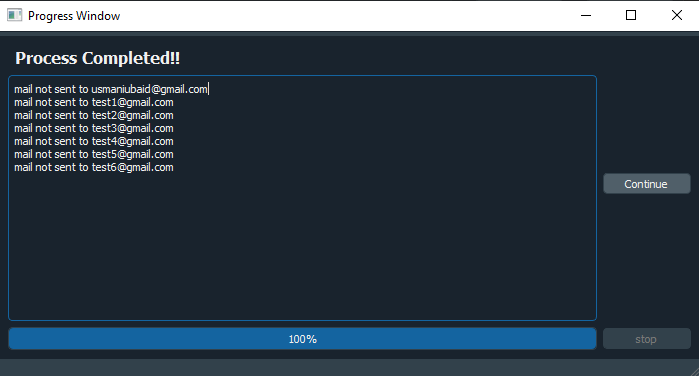 Progress Window
Process Completed!!
mail not sent to usmaniubaid@gmail.com
mail not sent to test1@gmail.com
mail not sent to test2@gmail.com
mail not sent to test3@gmail.com
mail not sent to test4@gmail.com
mail not sent to test5@gmail.com
mail not sent to test6@gmail.com
Continue
100%
stop